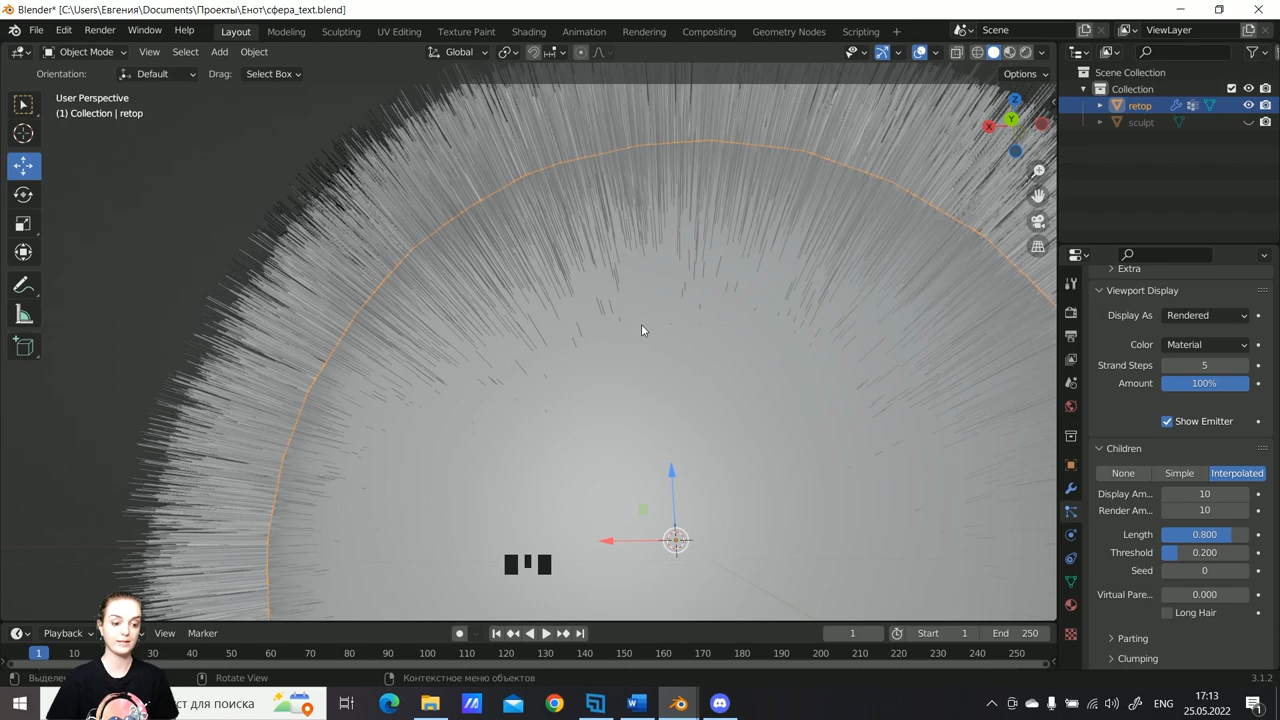 Blender* [C:\Users\Евгения\Documents\Проекты\Енот\сфера_text.blend]
File Edit Render Window Help Layout Modeling Sculpting UV Editing Texture Paint Shading Animation Rendering Compositing Geometry Nodes Scripting Scene ViewLayer
Object Mode View Select Add Object Global
Orientation: Default Drag: Select Box Options
Scene Collection
Collection
retop
sculpt
User Perspective
(1) Collection | retop
Z
Y
X
Extra
Viewport Display
Display As Rendered
Color Material
Strand Steps 5
Amount 100%
Show Emitter
Children
None Simple Interpolated
Display Am... 10
Render Am... 10
Length 0.800
Threshold 0.200
Seed 0
Virtual Pare... 0.000
Long Hair
Parting
Clumping
Playback View Marker 1 Start 1 End 250
1 10 20 30 40 50 60 70 80 90 100 110 120 130 140 150 160 170 180 190 200 210 220 230 240 250
Rotate View Контекстное меню объектов 3.1.2
для поиска
ENG
17:13
25.05.2022